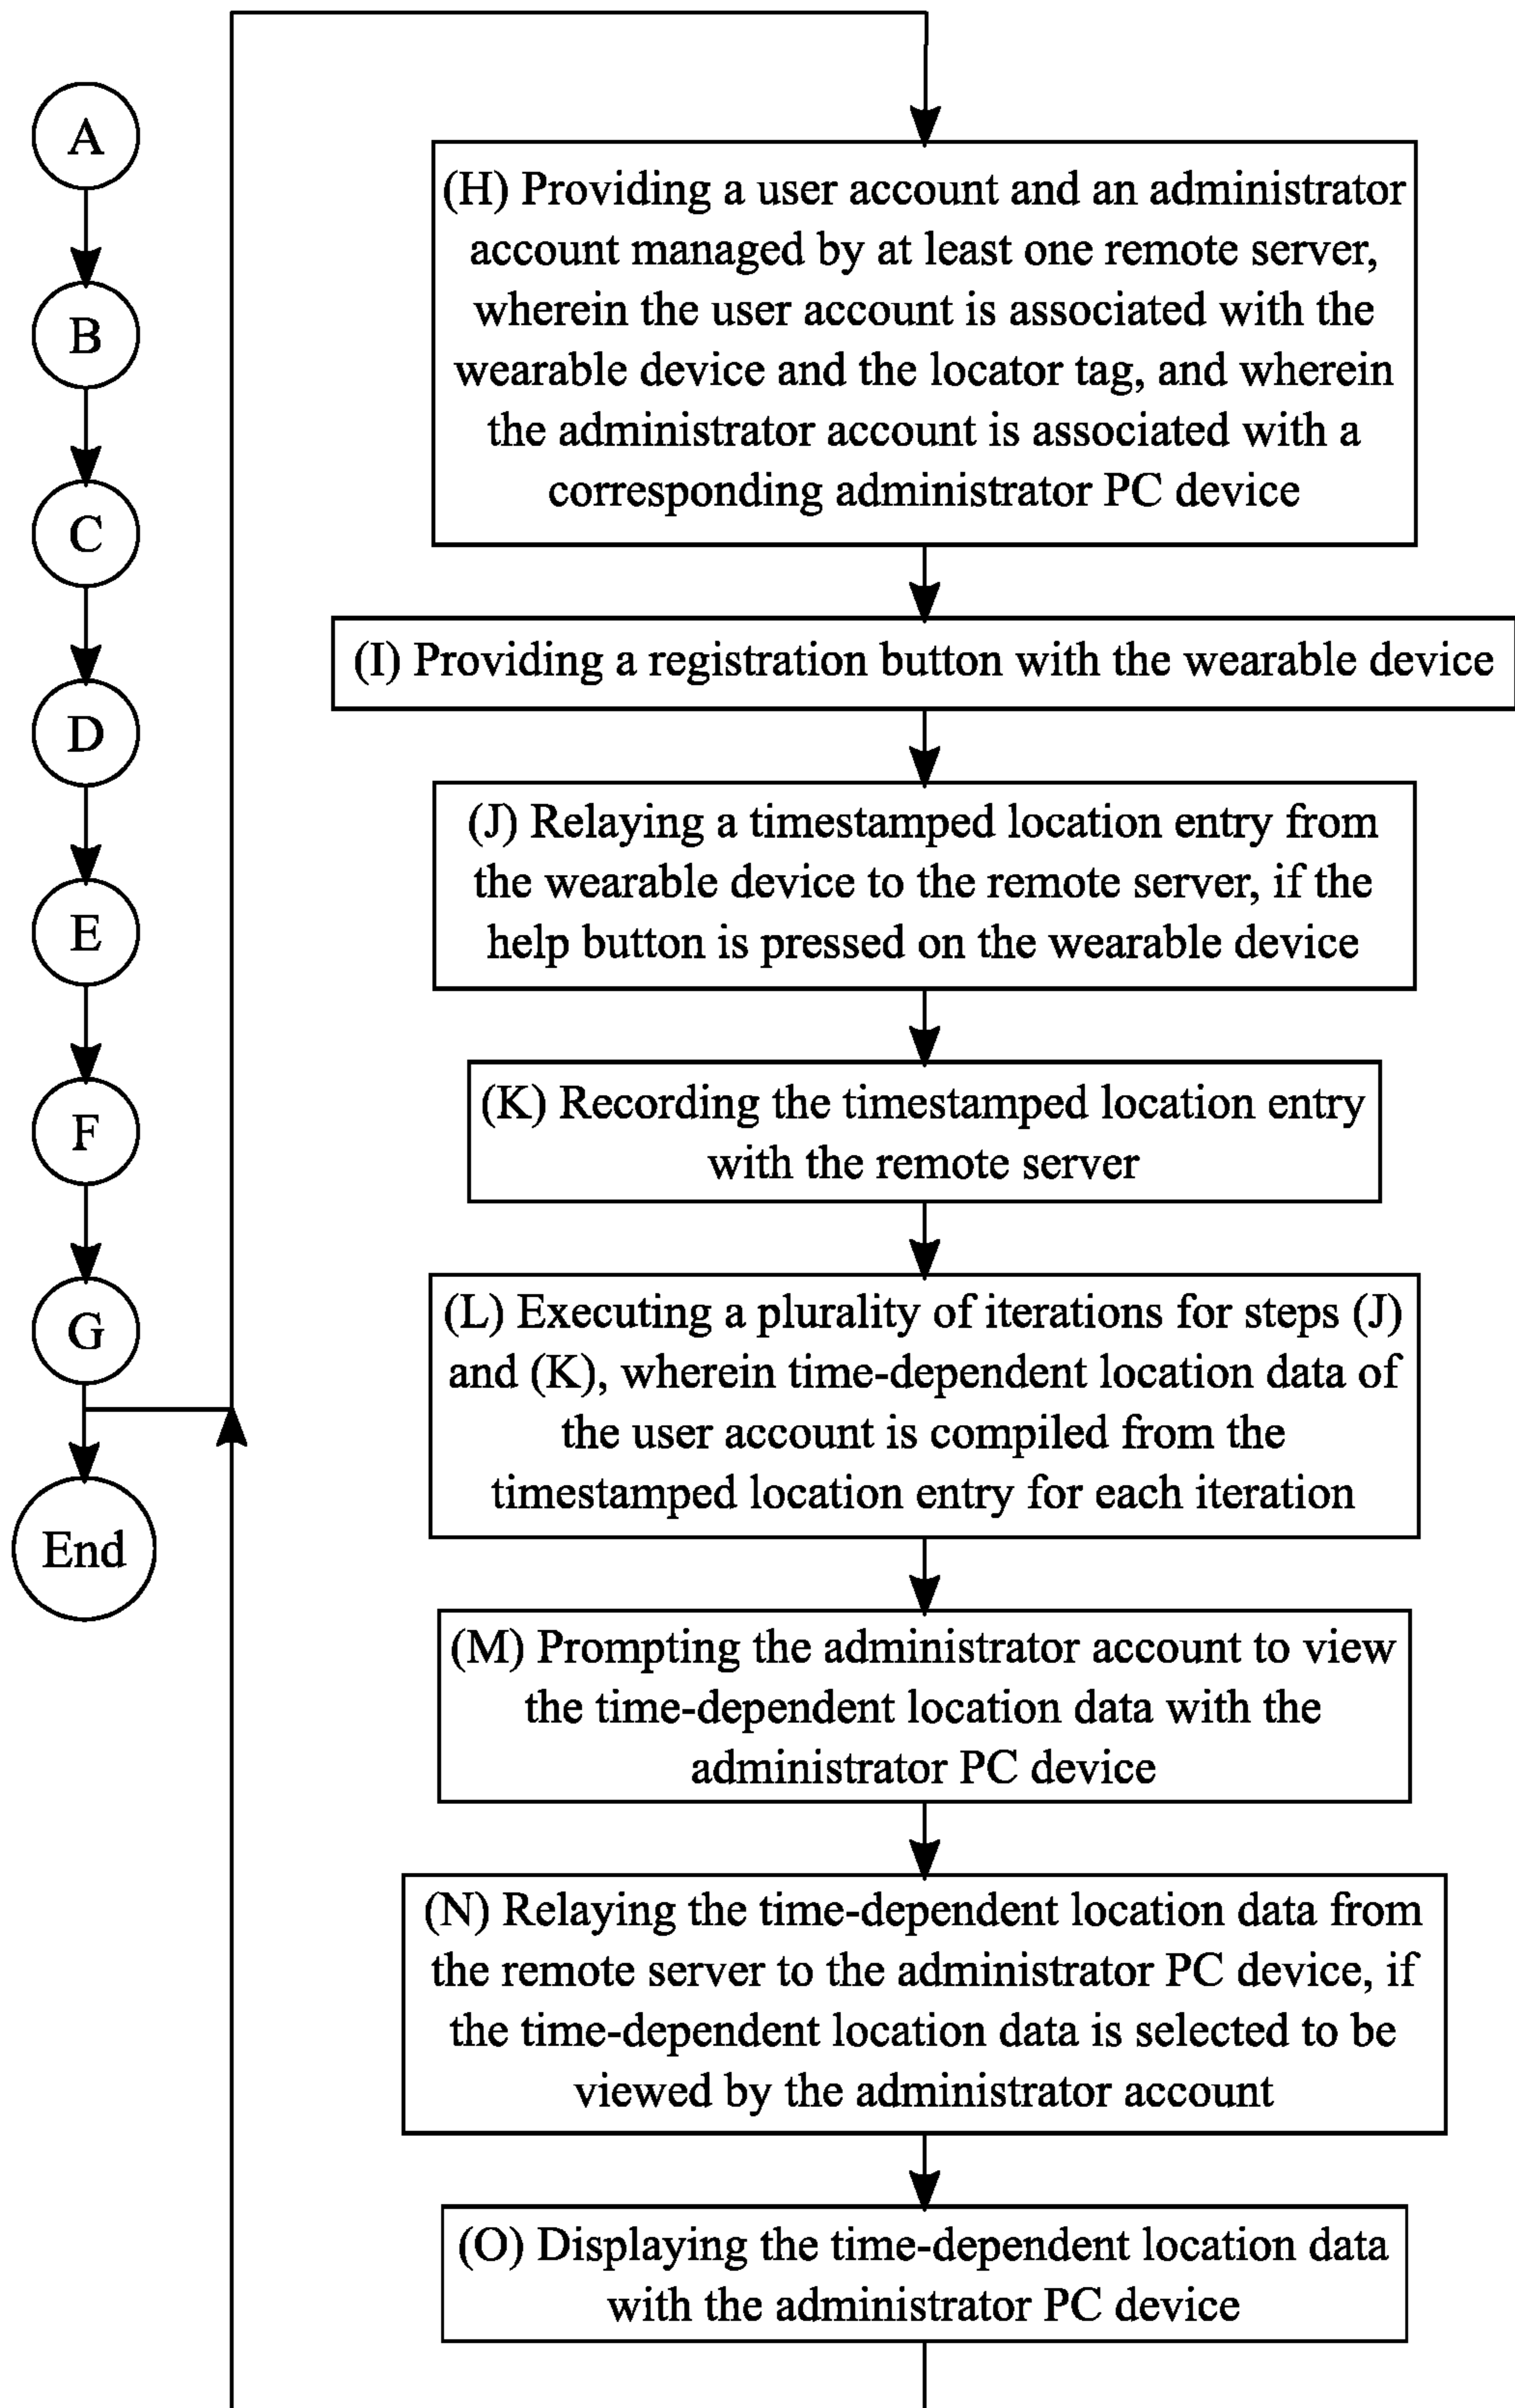 A
B
C
D
E
F
G
End
(H) Providing a user account and an administrator
account managed by at least one remote server,
wherein the user account is associated with the
wearable device and the locator tag, and wherein
the administrator account is associated with a
corresponding administrator PC device
(I) Providing a registration button with the wearable device
(J) Relaying a timestamped location entry from
the wearable device to the remote server, if the
help button is pressed on the wearable device
(K) Recording the timestamped location entry
with the remote server
(L) Executing a plurality of iterations for steps (J)
and (K), wherein time-dependent location data of
the user account is compiled from the
timestamped location entry for each iteration
(M) Prompting the administrator account to view
the time-dependent location data with the
administrator PC device
(N) Relaying the time-dependent location data from
the remote server to the administrator PC device, if
the time-dependent location data is selected to be
viewed by the administrator account
(O) Displaying the time-dependent location data
with the administrator PC device